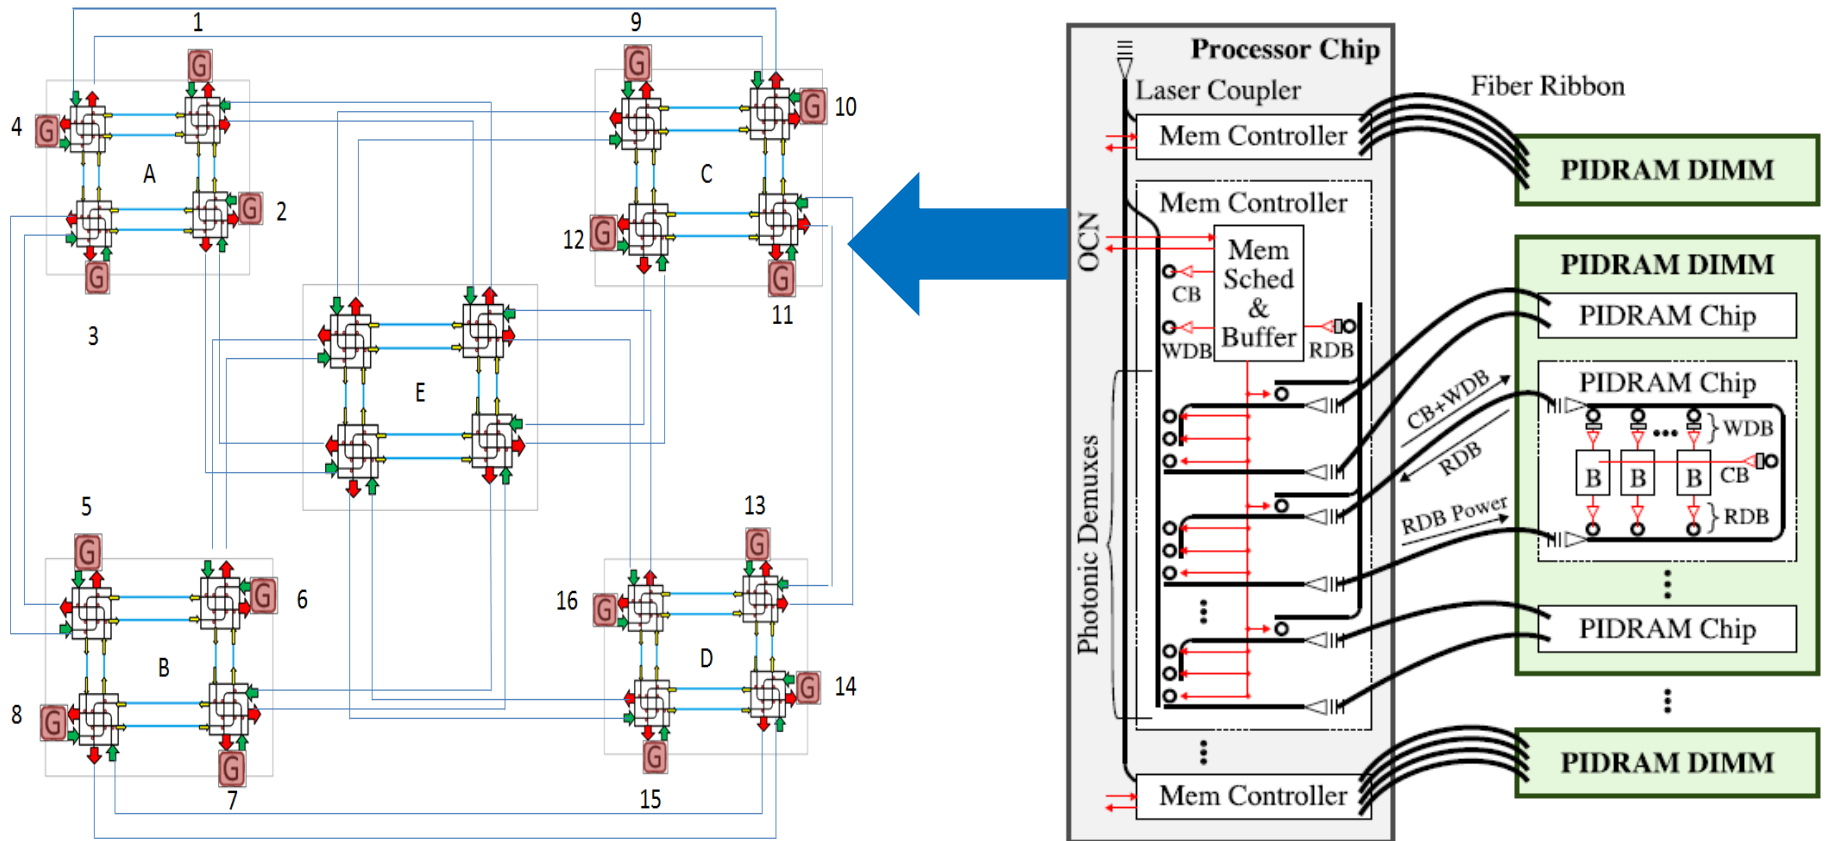 1
9
G
G
4
G
10
G
A
C
2
G
12
G
3
G
11
G
E
5
G
13
G
6
G
16
G
B
D
8
G
14
G
7
G
15
G
Processor Chip
Laser Coupler
Mem Controller
Mem Controller
OCN
Mem
Sched
&
Buffer
CB
WDB
RDB
Photonic Demuxes
Mem Controller
Fiber Ribbon
CB+WDB
RDB
RDB Power
PIDRAM DIMM
PIDRAM DIMM
PIDRAM Chip
PIDRAM Chip
WDB
B B B
CB
RDB
PIDRAM Chip
PIDRAM DIMM